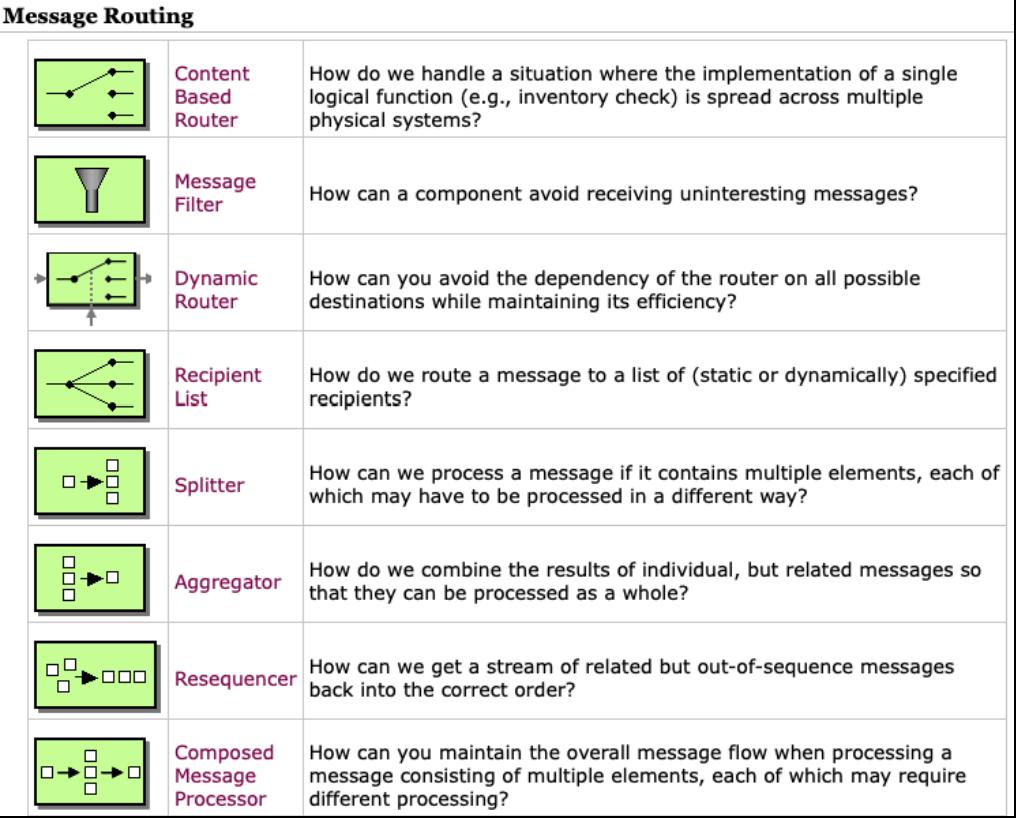 Message Routing
Content
Based
Router
How do we handle a situation where the implementation of a single
logical function (e.g., inventory check) is spread across multiple
physical systems?
Message
Filter
How can a component avoid receiving uninteresting messages?
Dynamic
Router
How can you avoid the dependency of the router on all possible
destinations while maintaining its efficiency?
Recipient
List
How do we route a message to a list of (static or dynamically) specified
recipients?
Splitter
How can we process a message if it contains multiple elements, each of
which may have to be processed in a different way?
Aggregator
How do we combine the results of individual, but related messages so
that they can be processed as a whole?
Resequencer
How can we get a stream of related but out-of-sequence messages
back into the correct order?
Composed
Message
Processor
How can you maintain the overall message flow when processing a
message consisting of multiple elements, each of which may require
different processing?